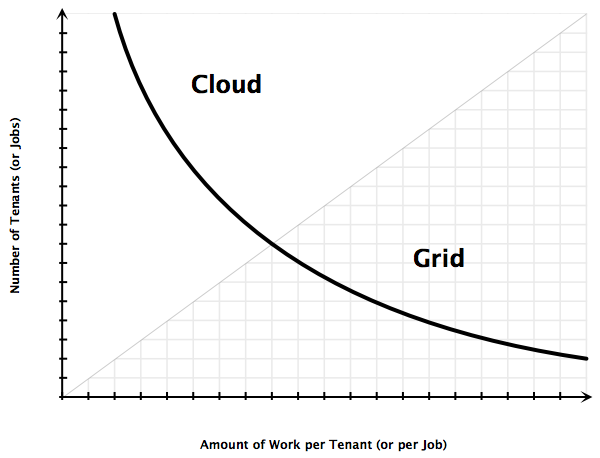 Cloud
Number of Tenants (or Jobs)
Grid
Amount of Work per Tenant (or per Job)